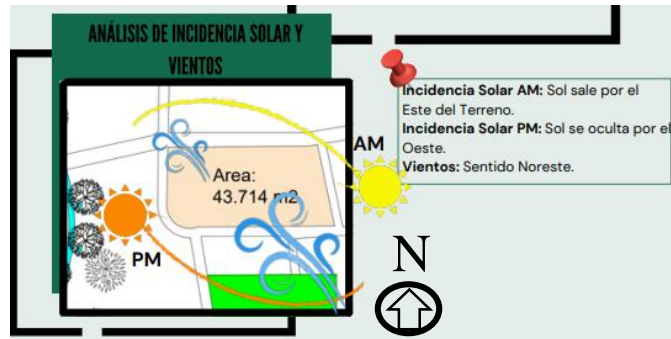 ANÁLISIS DE INCIDENCIA SOLAR Y
VIENTOS
Incidencia Solar AM: Sol sale por el
Este del Terreno.
Incidencia Solar PM: Sol se oculta por el
Oeste.
Vientos: Sentido Noreste.
AM
Area:
43.714 m2
PM
N